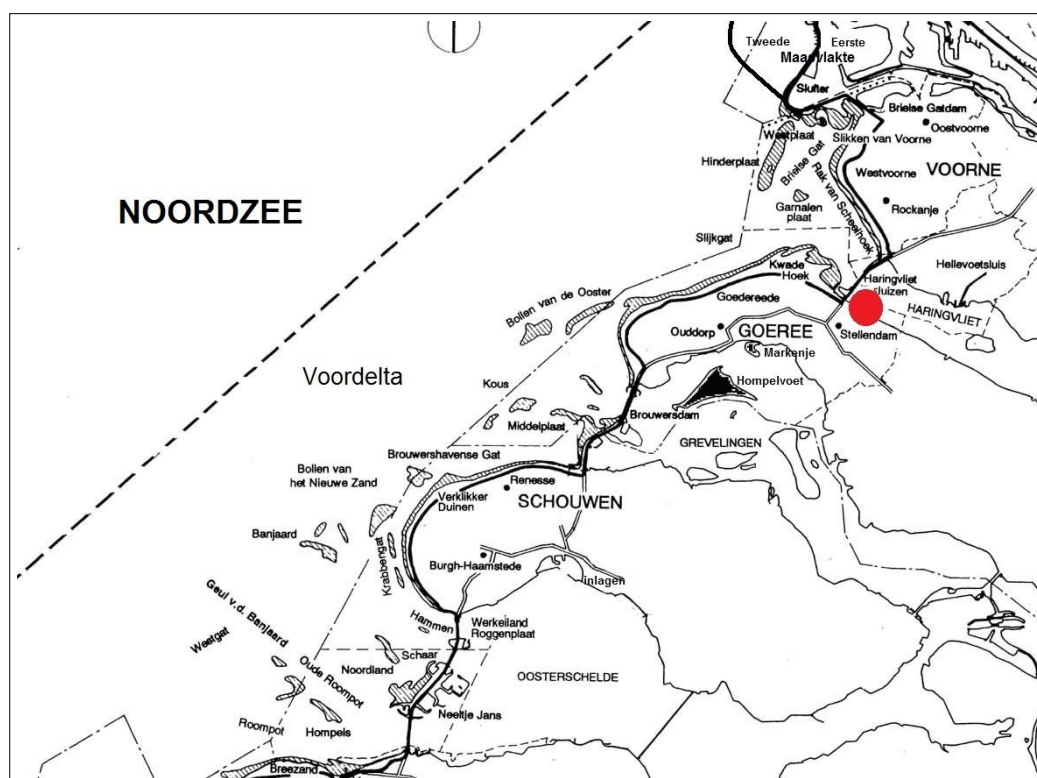 Tweede
Eerste
Maasvlakte
Slufter
Brielse Gatdam
Oostvoorne
Westplaat
Slikken van Voorne
Hinderplaat
Brielse Gat
Westvoorne
VOORNE
Rak van Scheelhoek
Garnalen
plaat
Rockanje
NOORDZEE
Slijkgat
Kwade
Hoek
Haringvliet
sluizen
Hellevoetsluis
Bollen van de Ooster
Goedereede
HARINGVLIET
Ouddorp
GOEREE
Stellendam
Markenje
Voordelta
Kous
Hompelvoet
Middelplaat
Brouwersdam
GREVELINGEN
Brouwershavense Gat
Bollen van
het Nieuwe Zand
Renesse
Verklikker
Duinen
SCHOUWEN
Banjaard
Krabbengat
Burgh-Haamstede
inlagen
Geul v.d. Banjaard
Hammen
Werkeiland
Roggenplaat
Westgat
Schaar
Noordland
Oude Roompot
OOSTERSCHELDE
Neeltje Jans
Roompot
Hompels
Breezand